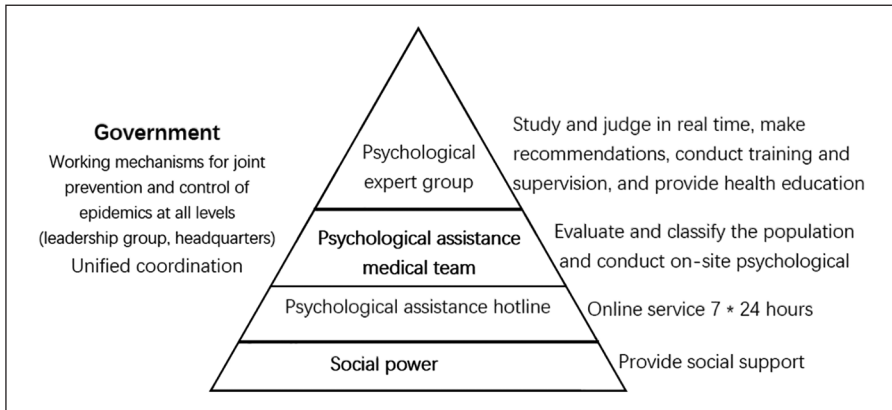 Government
Working mechanisms for joint
prevention and control of
epidemics at all levels
(leadership group, headquarters)
Unified coordination
Psychological
expert group
Study and judge in real time, make
recommendations, conduct training and
supervision, and provide health education
Psychological assistance
medical team
Evaluate and classify the population
and conduct on-site psychological
Psychological assistance hotline
Online service 7 * 24 hours
Social power
Provide social support